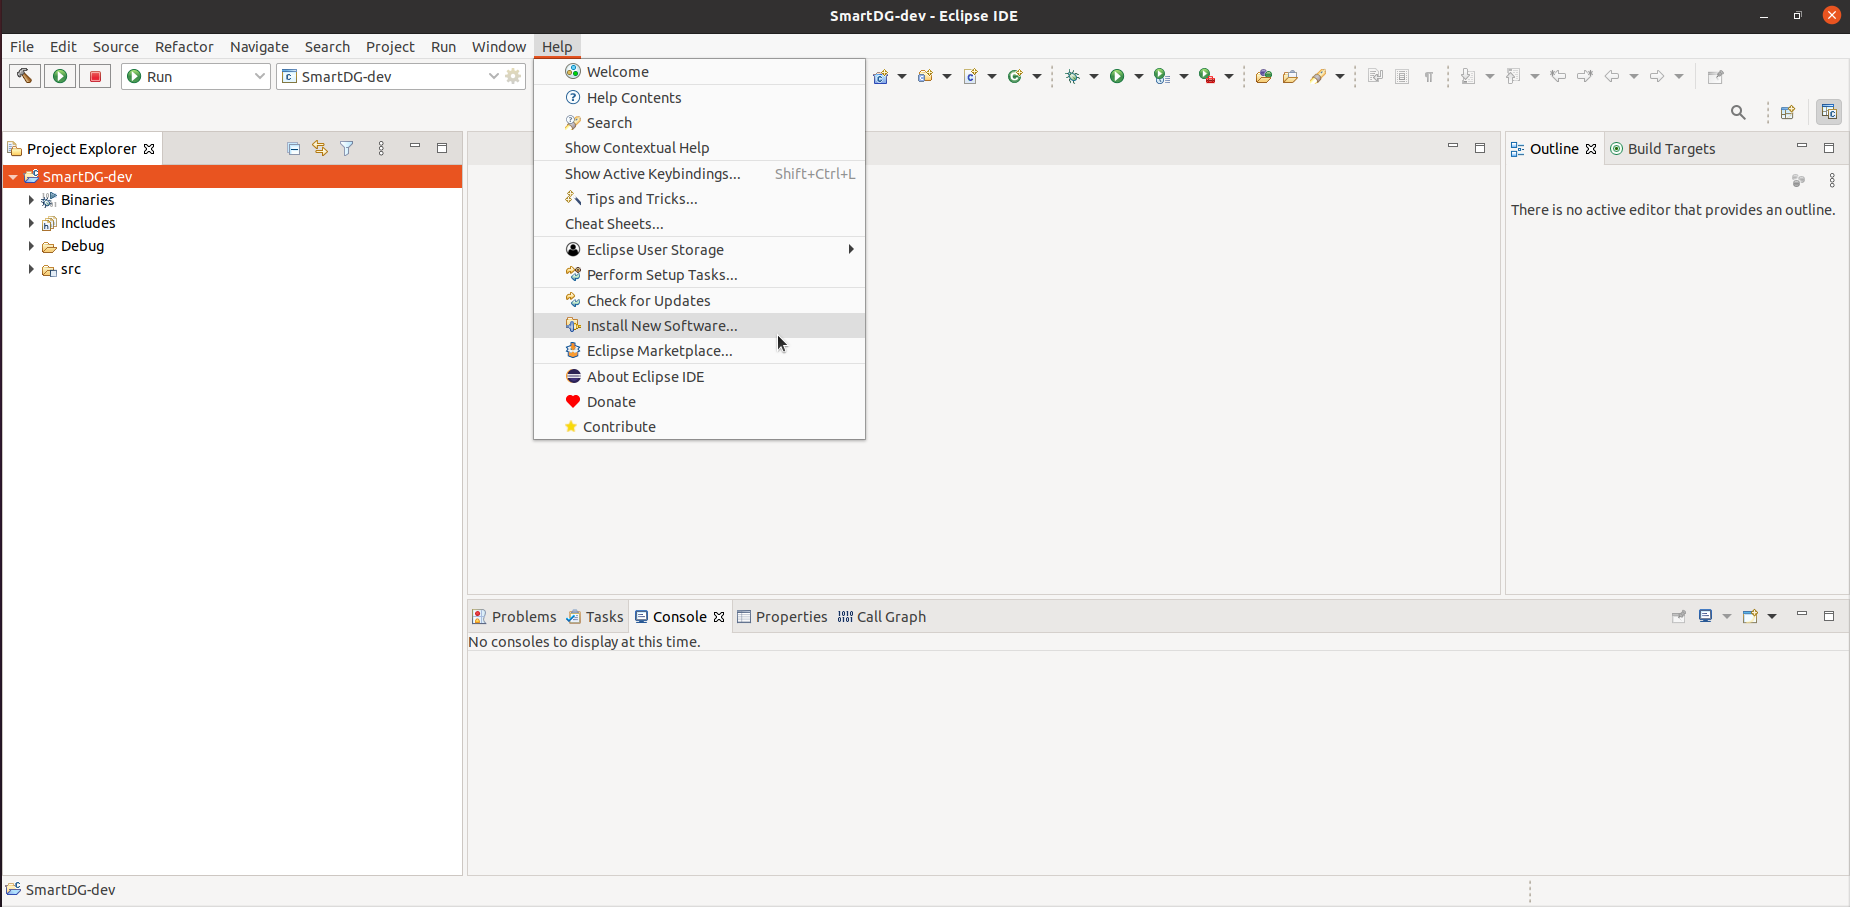 SmartDG-dev - Eclipse IDE
File Edit Source Refactor Navigate Search Project Run Window Help
Run SmartDG-dev
Welcome
Help Contents
Search
Show Contextual Help
Show Active Keybindings... Shift+Ctrl+L
Tips and Tricks...
Cheat Sheets...
Eclipse User Storage
Perform Setup Tasks...
Check for Updates
Install New Software...
Eclipse Marketplace...
About Eclipse IDE
Donate
Contribute
Project Explorer
SmartDG-dev
Binaries
Includes
Debug
src
Outline Build Targets
There is no active editor that provides an outline.
Problems Tasks Console Properties Call Graph
No consoles to display at this time.
SmartDG-dev